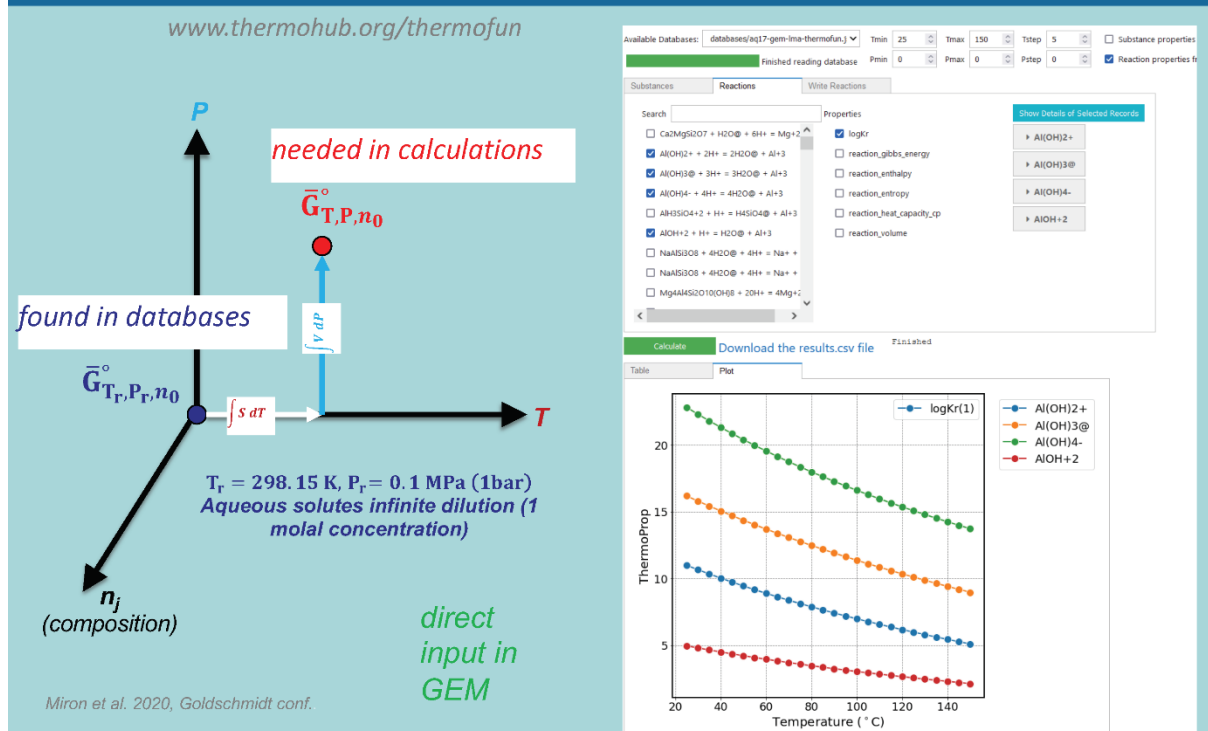 www.thermohub.org/thermofun
P
needed in calculations
G̅°T,P,n0
found in databases
∫V dP
G̅°Tr,Pr,n0
∫S dT
T
Tr = 298.15 K, Pr= 0.1 MPa (1bar)
Aqueous solutes infinite dilution (1
molal concentration)
nj
(composition)
direct
input in
GEM
Miron et al. 2020, Goldschmidt conf.
Available Databases: databases/aq17-gem-lma-thermofun.j Tmin 25 Tmax 150 Tstep 5 Substance properties
Finished reading database Pmin 0 Pmax 0 Pstep 0 Reaction properties fr
Substances Reactions Write Reactions
Search Properties Show Details of Selected Records
Ca2MgSi2O7 + H2O@ + 6H+ = Mg+2 logKr
Al(OH)2+ + 2H+ = 2H2O@ + Al+3 reaction_gibbs_energy
Al(OH)3@ + 3H+ = 3H2O@ + Al+3 reaction_enthalpy
Al(OH)4- + 4H+ = 4H2O@ + Al+3 reaction_entropy
AlH3SiO4+2 + H+ = H4SiO4@ + Al+3 reaction_heat_capacity_cp
AlOH+2 + H+ = H2O@ + Al+3 reaction_volume
NaAlSi3O8 + 4H2O@ + 4H+ = Na+ +
NaAlSi3O8 + 4H2O@ + 4H+ = Na+ +
Mg4Al4Si2O10(OH)8 + 20H+ = 4Mg+2
Al(OH)2+
Al(OH)3@
Al(OH)4-
AlOH+2
Calculate Download the results.csv file Finished
Table Plot
logKr(1)
Al(OH)2+
Al(OH)3@
Al(OH)4-
AlOH+2
ThermoProp
20
15
10
5
20 40 60 80 100 120 140
Temperature (°C)